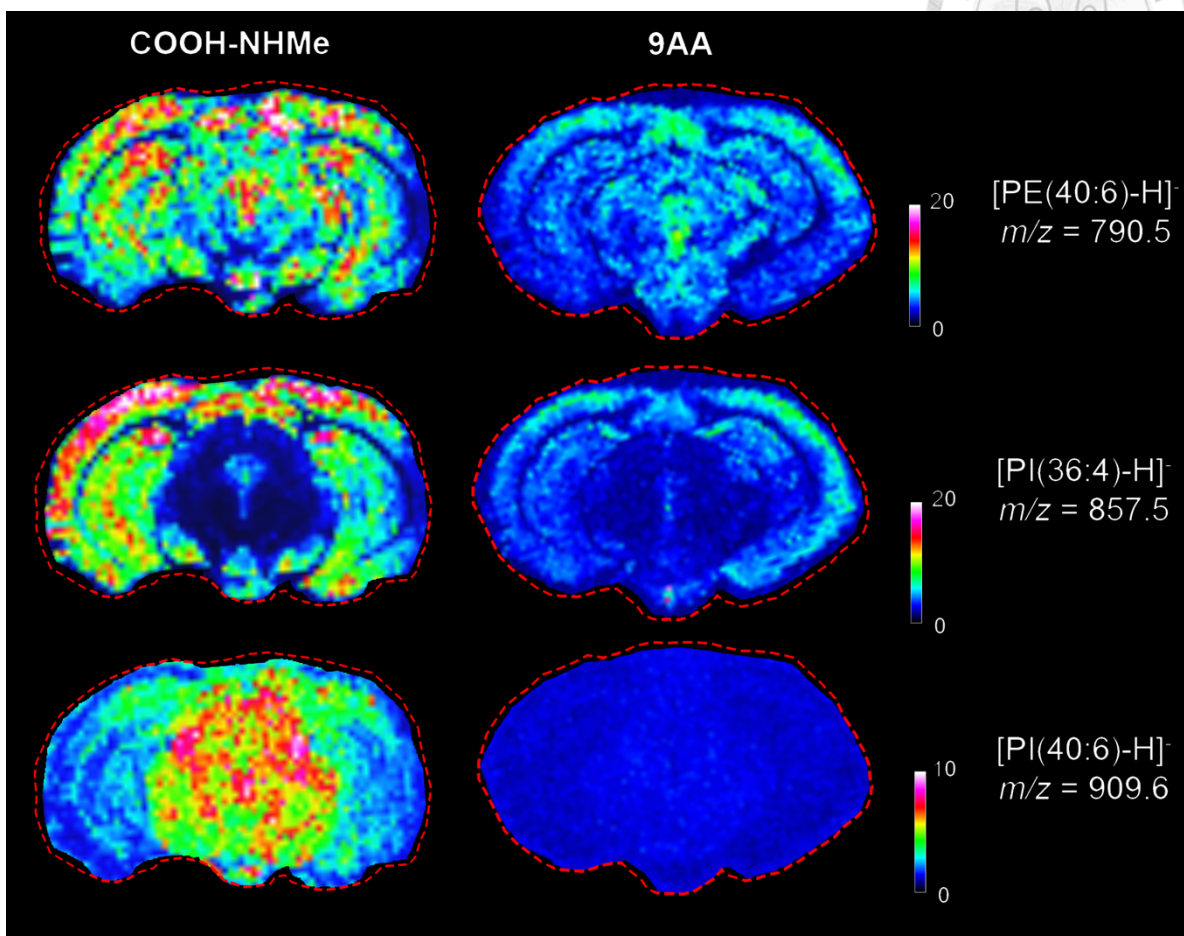 COOH-NHMe
9AA
20
0
[PE(40:6)-H]⁻
m/z = 790.5
20
0
[PI(36:4)-H]⁻
m/z = 857.5
10
0
[PI(40:6)-H]⁻
m/z = 909.6